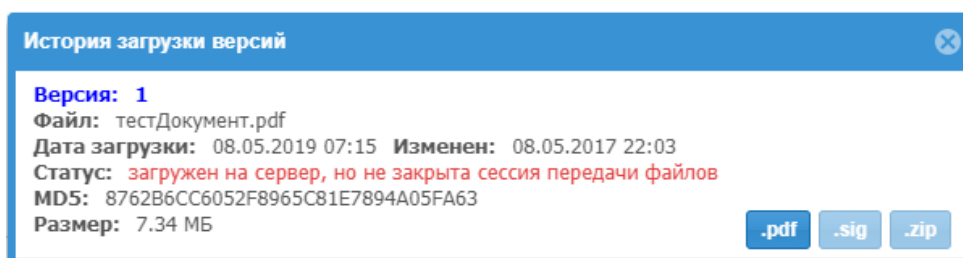 История загрузки версий
Версия: 1
Файл: тестДокумент.pdf
Дата загрузки: 08.05.2019 07:15 Изменен: 08.05.2017 22:03
Статус: загружен на сервер, но не закрыта сессия передачи файлов
MD5: 8762B6CC6052F8965C81E7894A05FA63
Размер: 7.34 МБ
.pdf .sig .zip